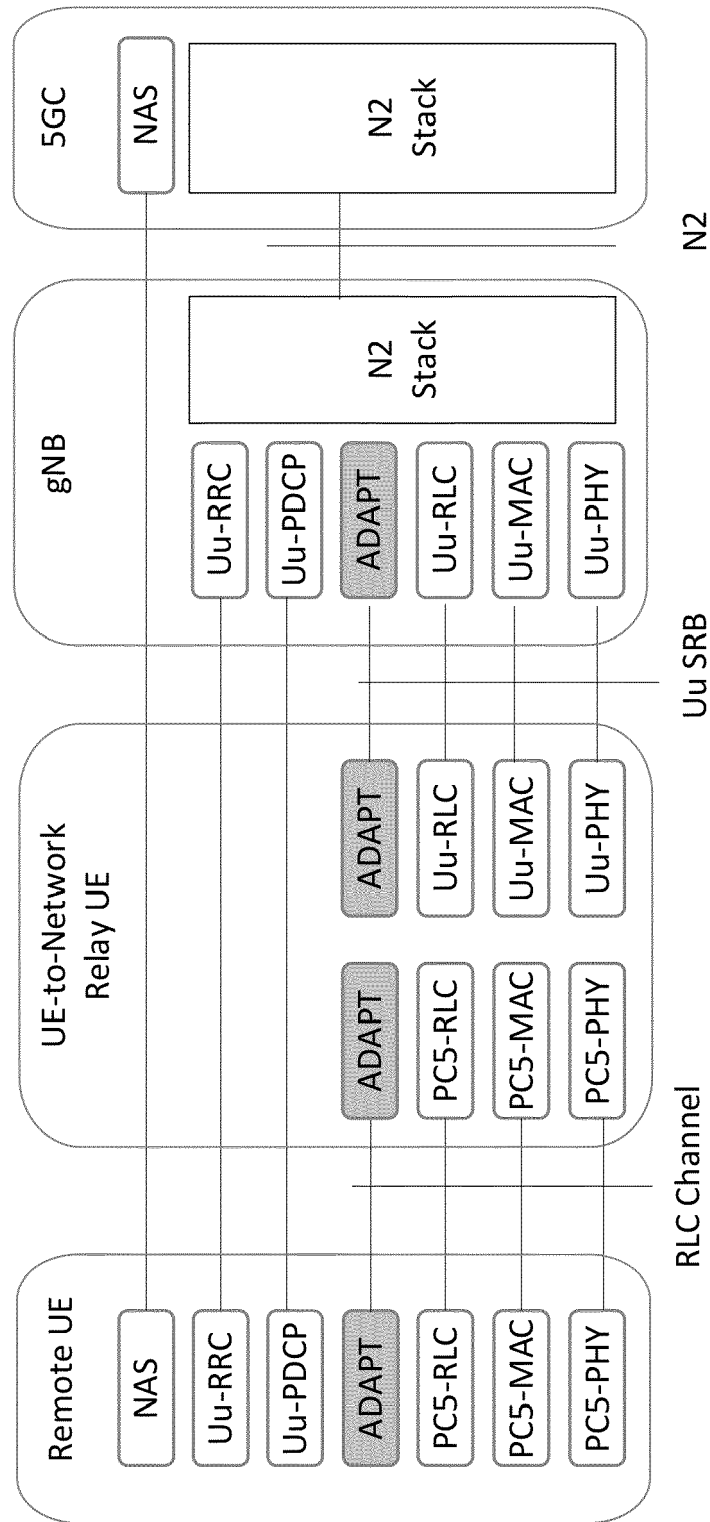 Remote UE
NAS
Uu-RRC
Uu-PDCP
ADAPT
PC5-RLC
PC5-MAC
PC5-PHY
RLC Channel
UE-to-Network
Relay UE
ADAPT
PC5-RLC
PC5-MAC
PC5-PHY
ADAPT
Uu-RLC
Uu-MAC
Uu-PHY
Uu SRB
gNB
Uu-RRC
Uu-PDCP
ADAPT
Uu-RLC
Uu-MAC
Uu-PHY
N2
Stack
N2
5GC
NAS
N2
Stack